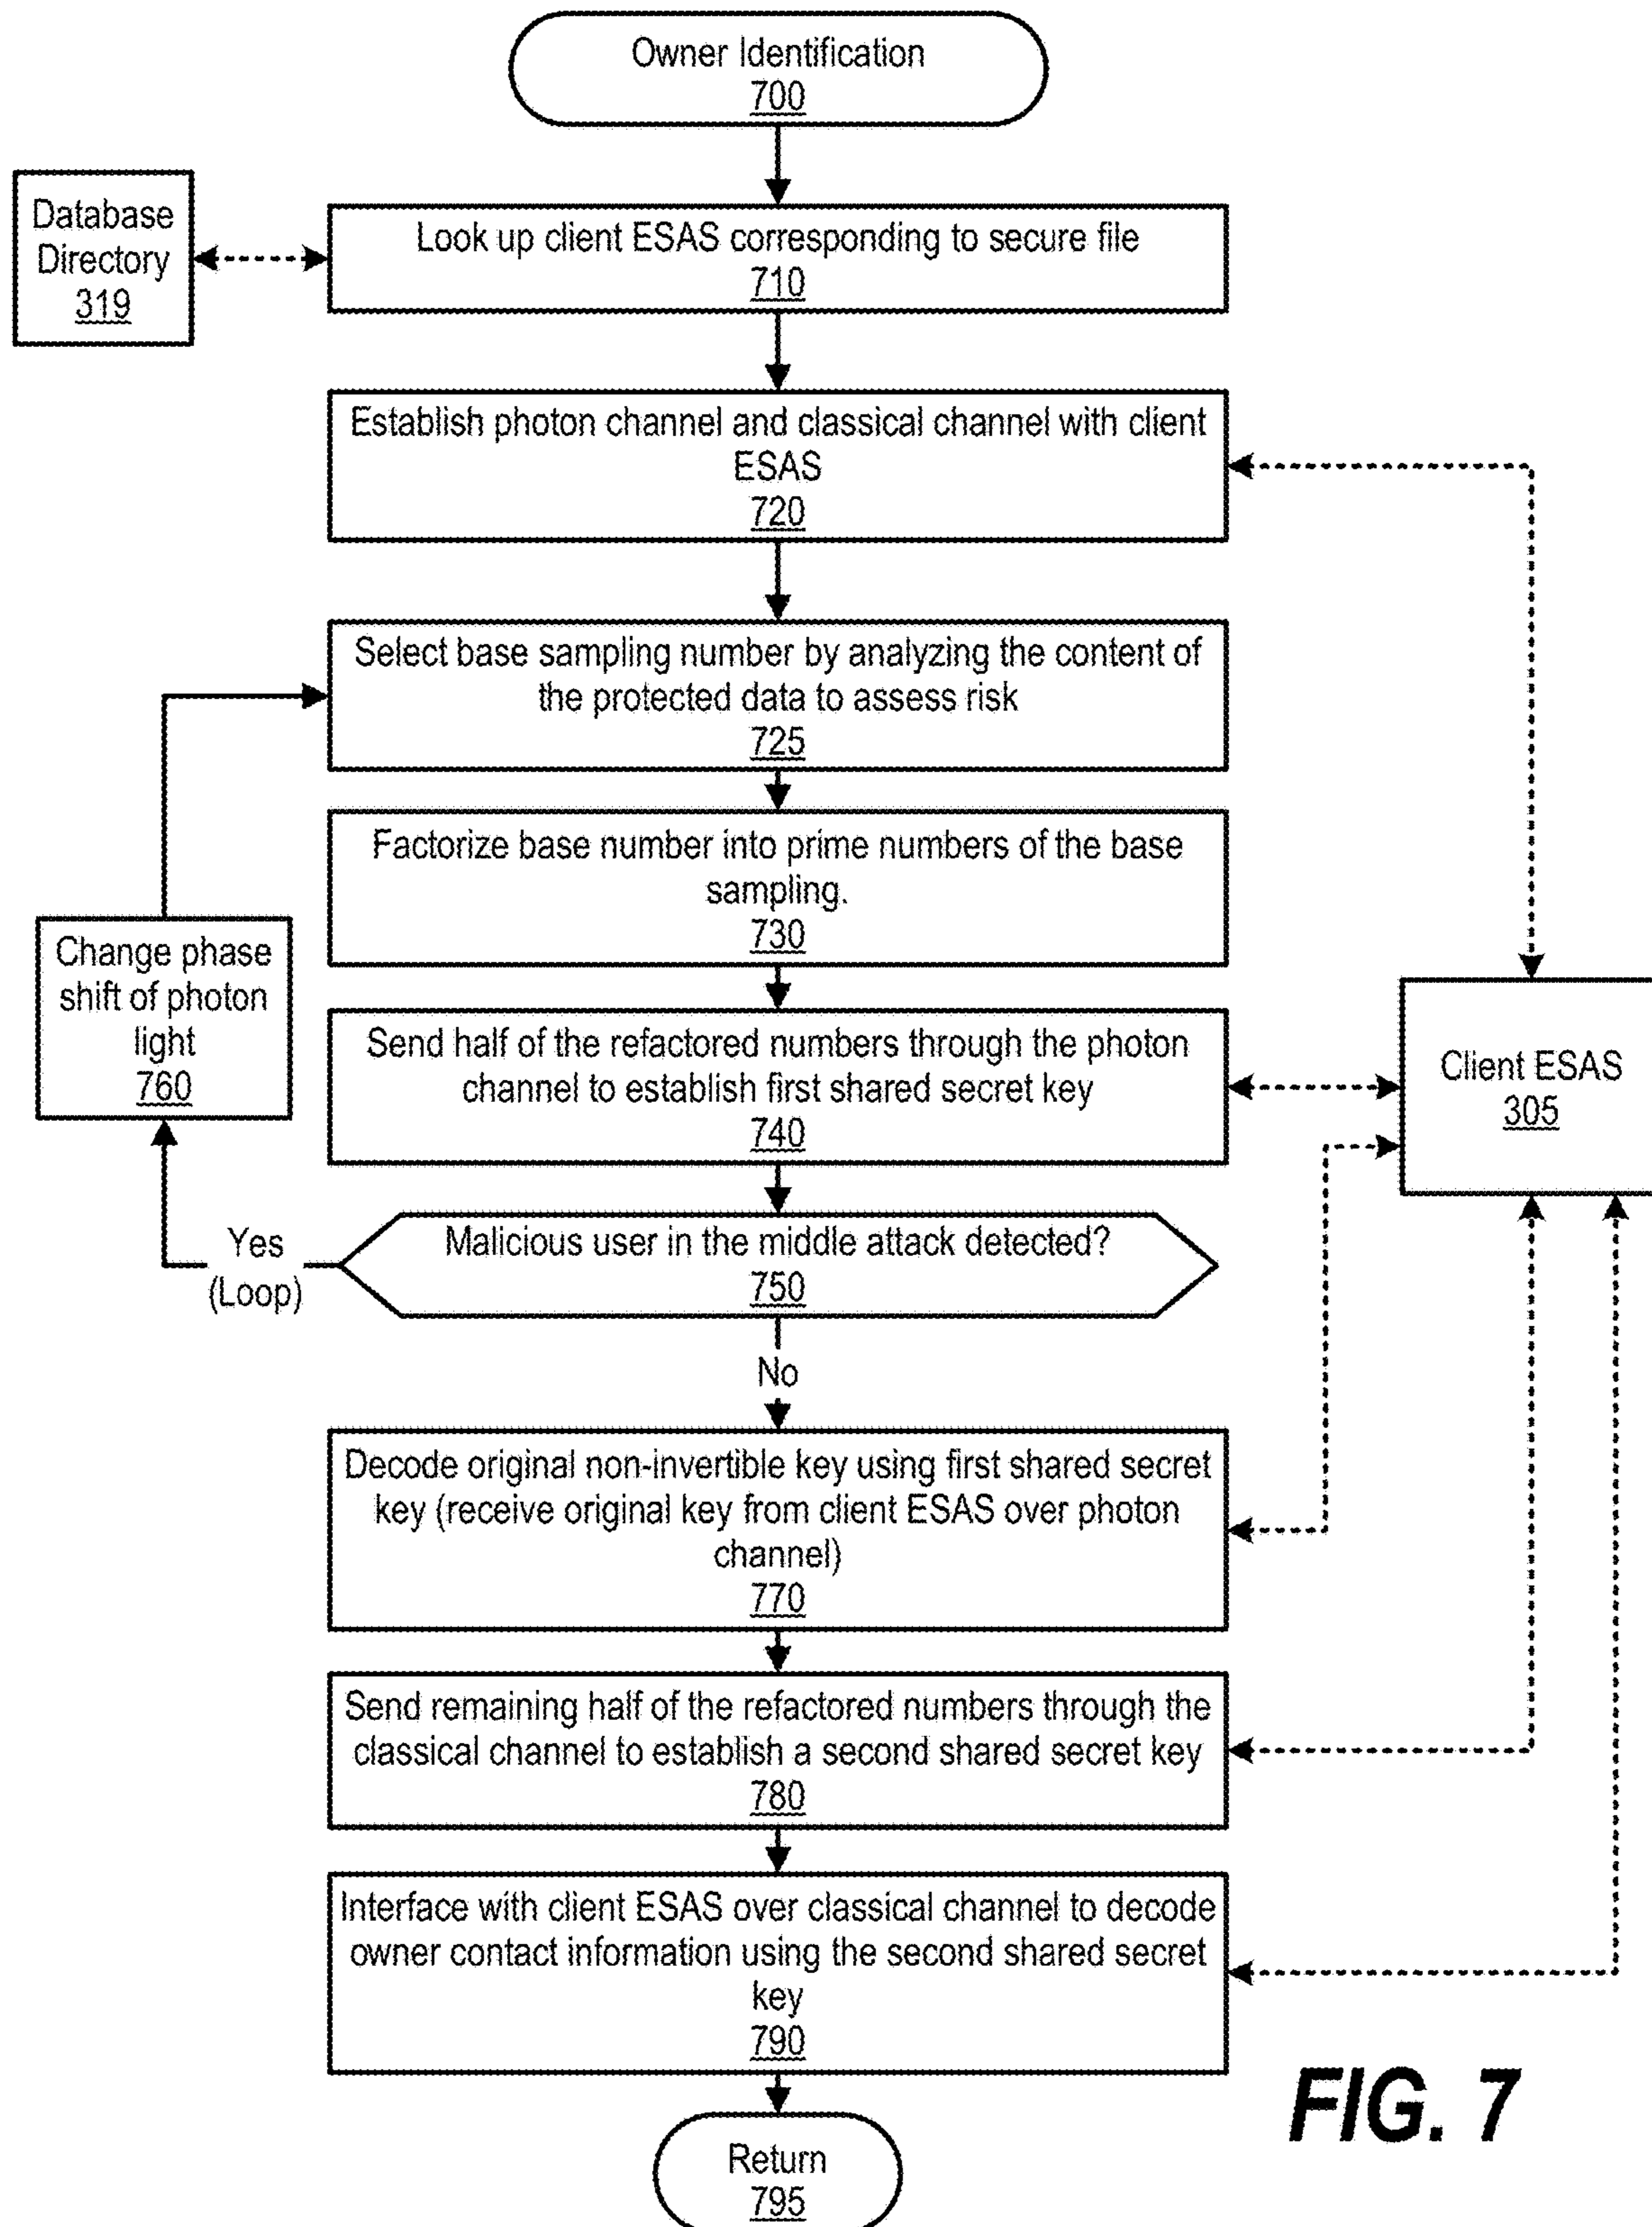 Owner Identification
700
Database
Directory
319
Look up client ESAS corresponding to secure file
710
Establish photon channel and classical channel with client
ESAS
720
Select base sampling number by analyzing the content of
the protected data to assess risk
725
Factorize base number into prime numbers of the base
sampling.
730
Change phase
shift of photon
light
760
Send half of the refactored numbers through the photon
channel to establish first shared secret key
740
Client ESAS
305
Malicious user in the middle attack detected?
750
Yes
(Loop)
No
Decode original non-invertible key using first shared secret
key (receive original key from client ESAS over photon
channel)
770
Send remaining half of the refactored numbers through the
classical channel to establish a second shared secret key
780
Interface with client ESAS over classical channel to decode
owner contact information using the second shared secret
key
790
FIG. 7
Return
795